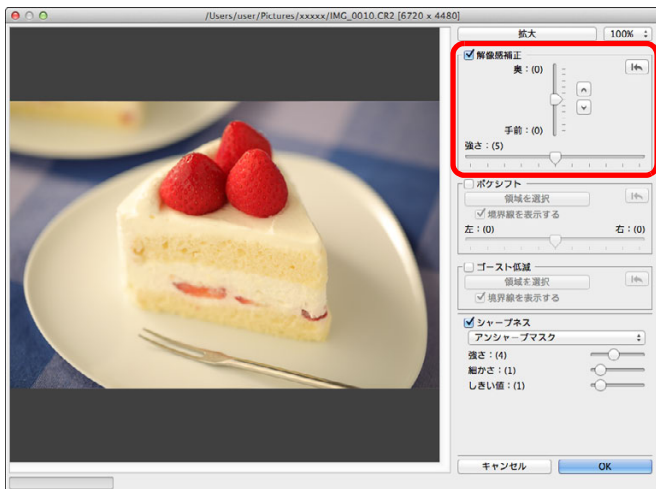 /Users/user/Pictures/xxxxx/IMG_0010.CR2 [6720 x 4480]
拡大
100%
解像感補正
奥：(0)
手前：(0)
強さ：(5)
ボケシフト
領域を選択
境界線を表示する
左：(0) 右：(0)
ゴースト低減
領域を選択
境界線を表示する
シャープネス
アンシャープマスク
強さ：(4)
細かさ：(1)
しきい値：(1)
キャンセル
OK